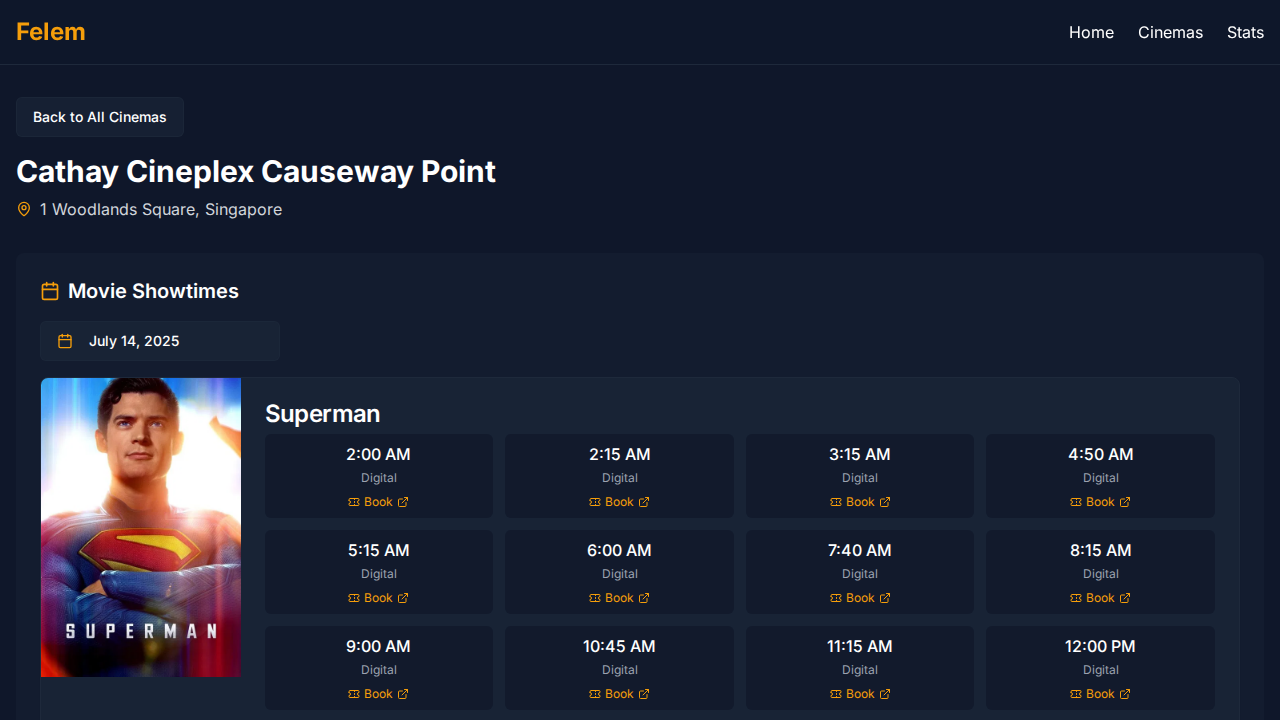 Felem
Home Cinemas Stats
Back to All Cinemas
Cathay Cineplex Causeway Point
1 Woodlands Square, Singapore
Movie Showtimes
July 14, 2025
SUPERMAN
Superman
2:00 AM 2:15 AM 3:15 AM 4:50 AM
Digital Digital Digital Digital
Book Book Book Book
5:15 AM 6:00 AM 7:40 AM 8:15 AM
Digital Digital Digital Digital
Book Book Book Book
9:00 AM 10:45 AM 11:15 AM 12:00 PM
Digital Digital Digital Digital
Book Book Book Book